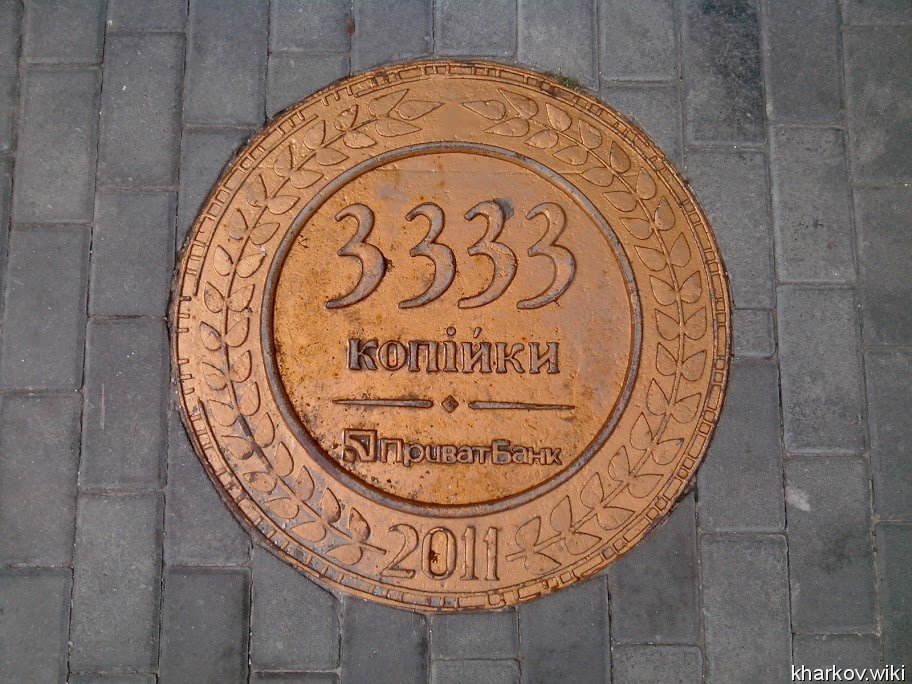 3333
копійки
ПриватБанк
2011
kharkov.wiki